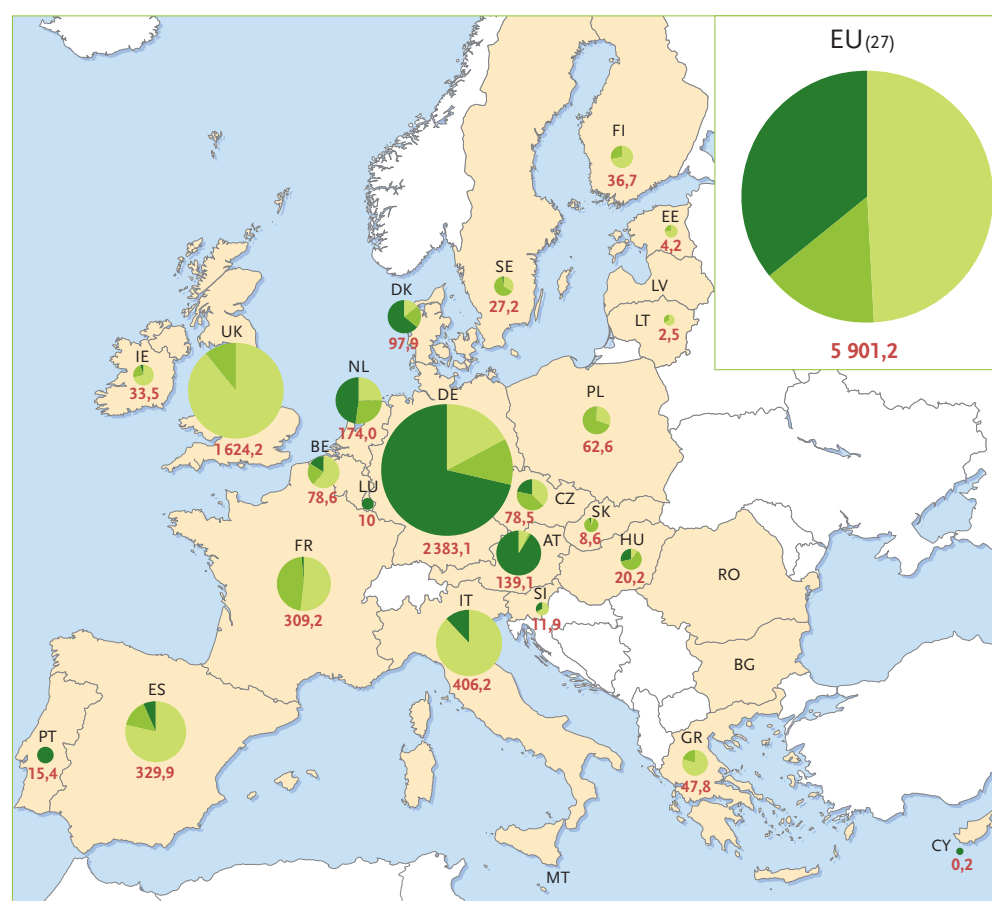 EU(27)
5 901,2
FI
36,7
EE
4,2
SE
27,2
LV
DK
97,9
LT
2,5
UK
1 624,2
IE
33,5
NL
174,0
DE
2 383,1
PL
62,6
BE
78,6
LU
10
CZ
78,5
SK
8,6
AT
139,1
HU
20,2
FR
309,2
RO
SI
11,9
IT
406,2
BG
ES
329,9
PT
15,4
GR
47,8
CY
0,2
MT